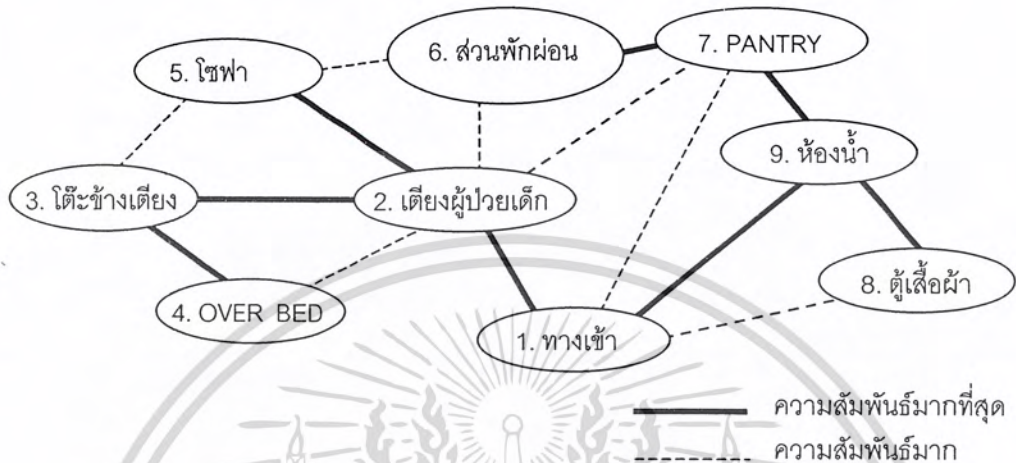 5. โซฟา
6. ส่วนพักผ่อน
7. PANTRY
9. ห้องน้ำ
3. โต๊ะข้างเตียง
2. เตียงผู้ป่วยเด็ก
8. ตู้เสื้อผ้า
4. OVER BED
1. ทางเข้า
ความสัมพันธ์มากที่สุด
ความสัมพันธ์มาก